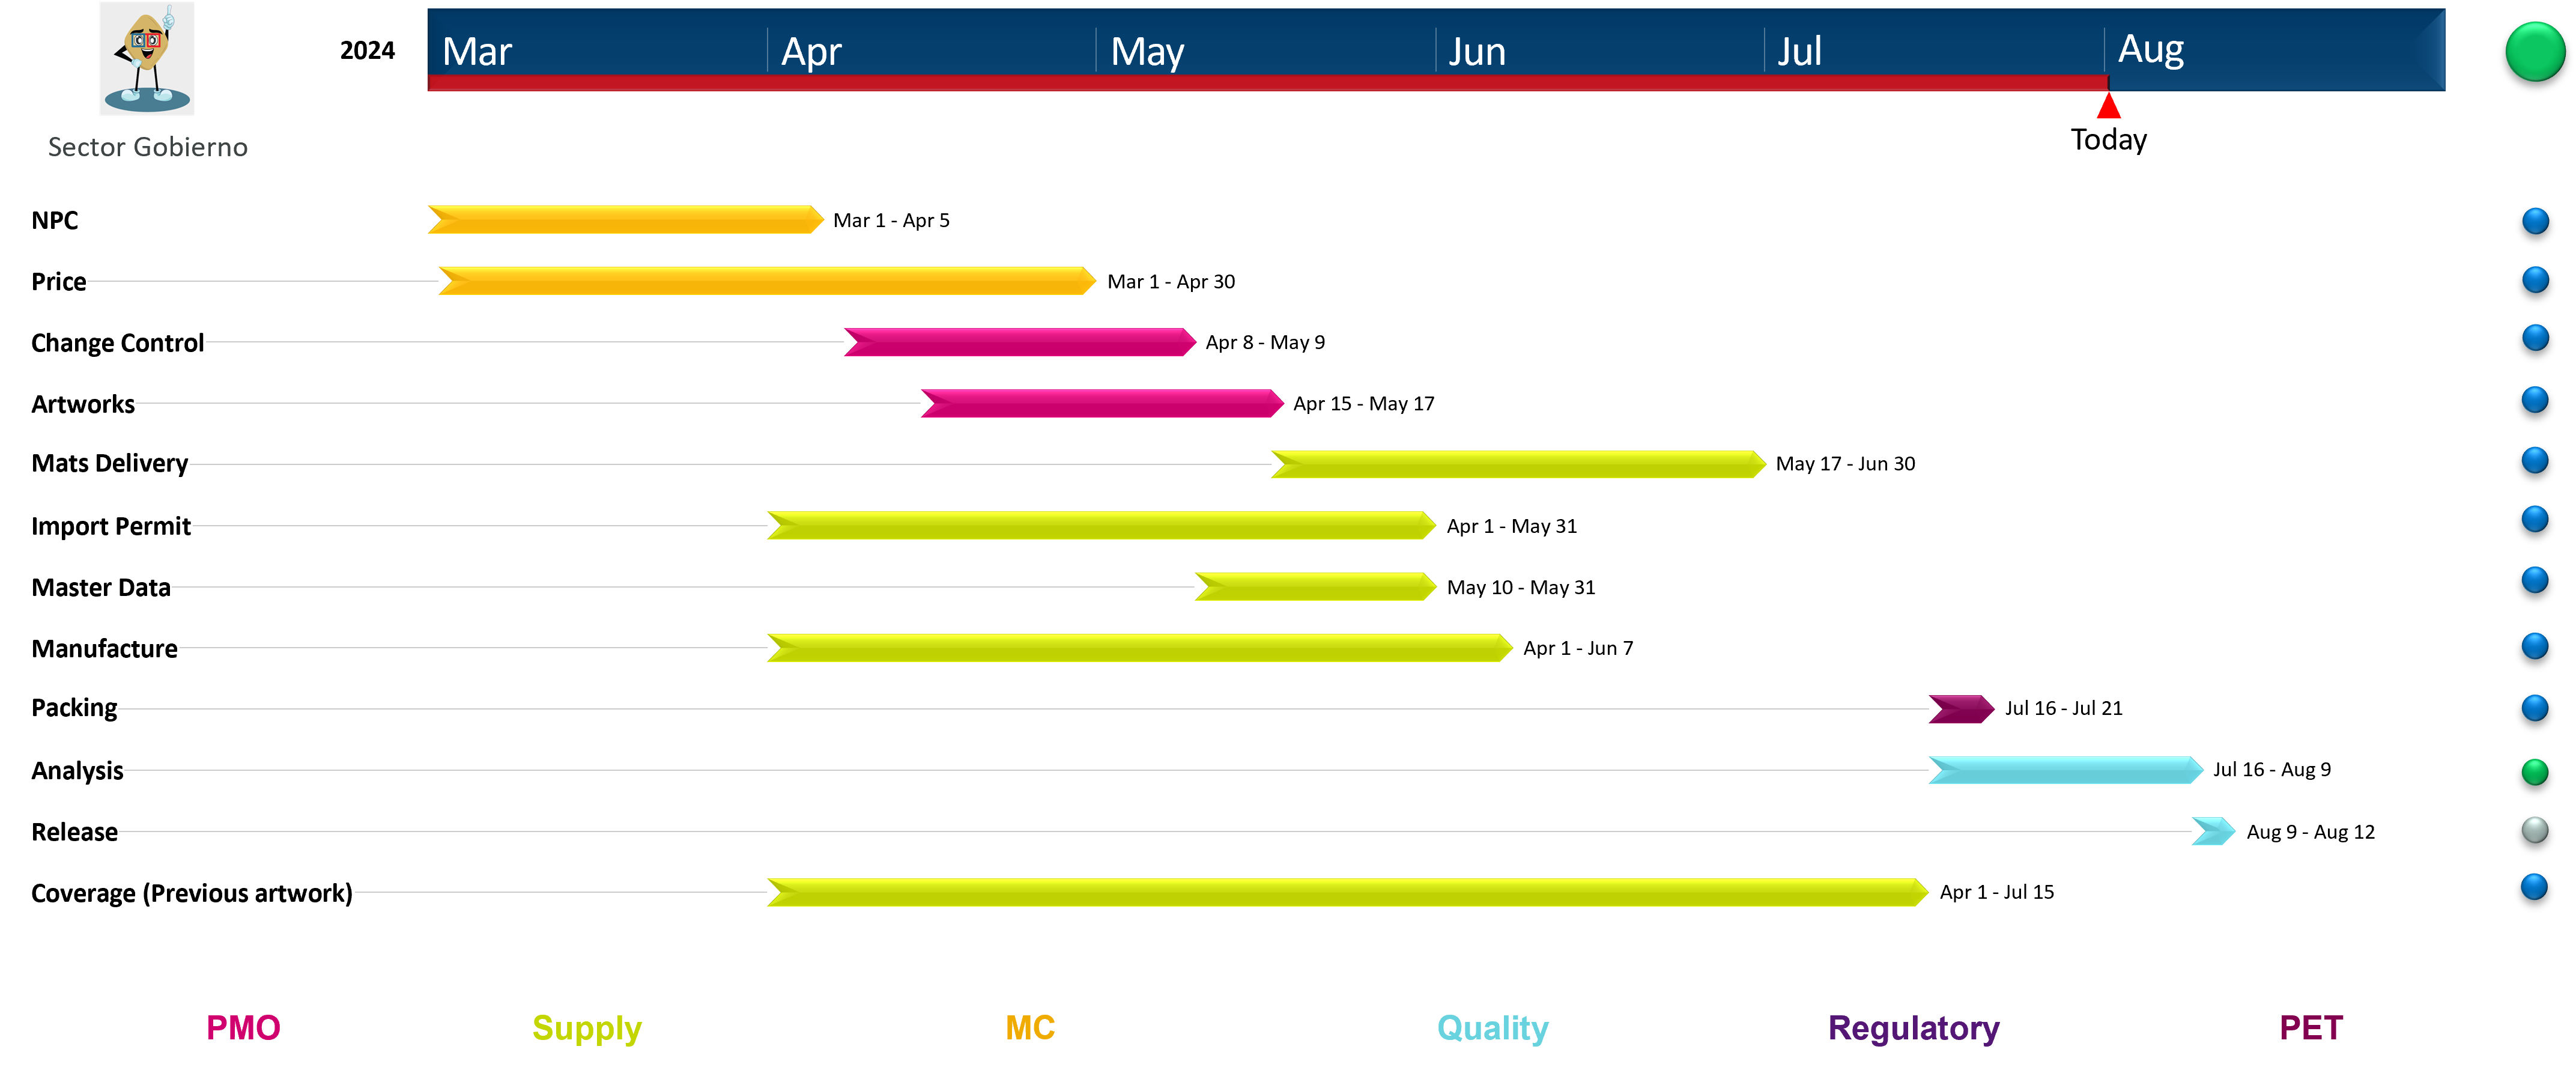 2024
Mar Apr May Jun Jul Aug
Today
Sector Gobierno
NPC Mar 1 - Apr 5
Price Mar 1 - Apr 30
Change Control Apr 8 - May 9
Artworks Apr 15 - May 17
Mats Delivery May 17 - Jun 30
Import Permit Apr 1 - May 31
Master Data May 10 - May 31
Manufacture Apr 1 - Jun 7
Packing Jul 16 - Jul 21
Analysis Jul 16 - Aug 9
Release Aug 9 - Aug 12
Coverage (Previous artwork) Apr 1 - Jul 15
PMO Supply MC Quality Regulatory PET